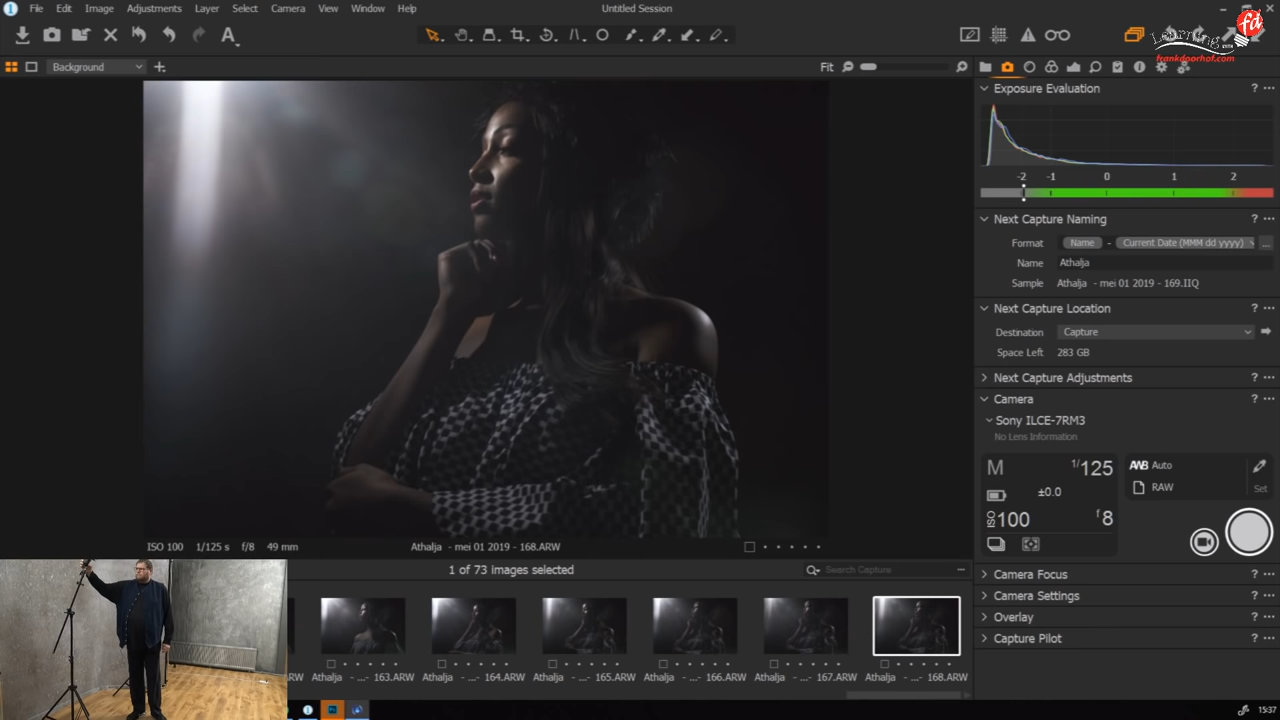 File Edit Image Adjustments Layer Select Camera View Window Help
Untitled Session
Learning
fd
frankdoorhof.com
Background
Fit
Exposure Evaluation
-2 -1 0 1 2
Next Capture Naming
Format Name - Current Date (MMM dd yyyy)
Name Athalja
Sample Athalja - mei 01 2019 - 169.IIQ
Next Capture Location
Destination Capture
Space Left 283 GB
Next Capture Adjustments
Camera
Sony ILCE-7RM3
No Lens Information
M 1/125 AWB Auto
±0.0 RAW Set
ISO 100 f 8
Camera Focus
Camera Settings
Overlay
Capture Pilot
ISO 100 1/125 s f/8 49 mm Athalja - mei 01 2019 - 168.ARW
1 of 73 images selected
Search Capture
RW Athalja - ...- 163.ARW Athalja - ...- 164.ARW Athalja - ...- 165.ARW Athalja - ...- 166.ARW Athalja - ...- 167.ARW Athalja - ...- 168.ARW
15:37